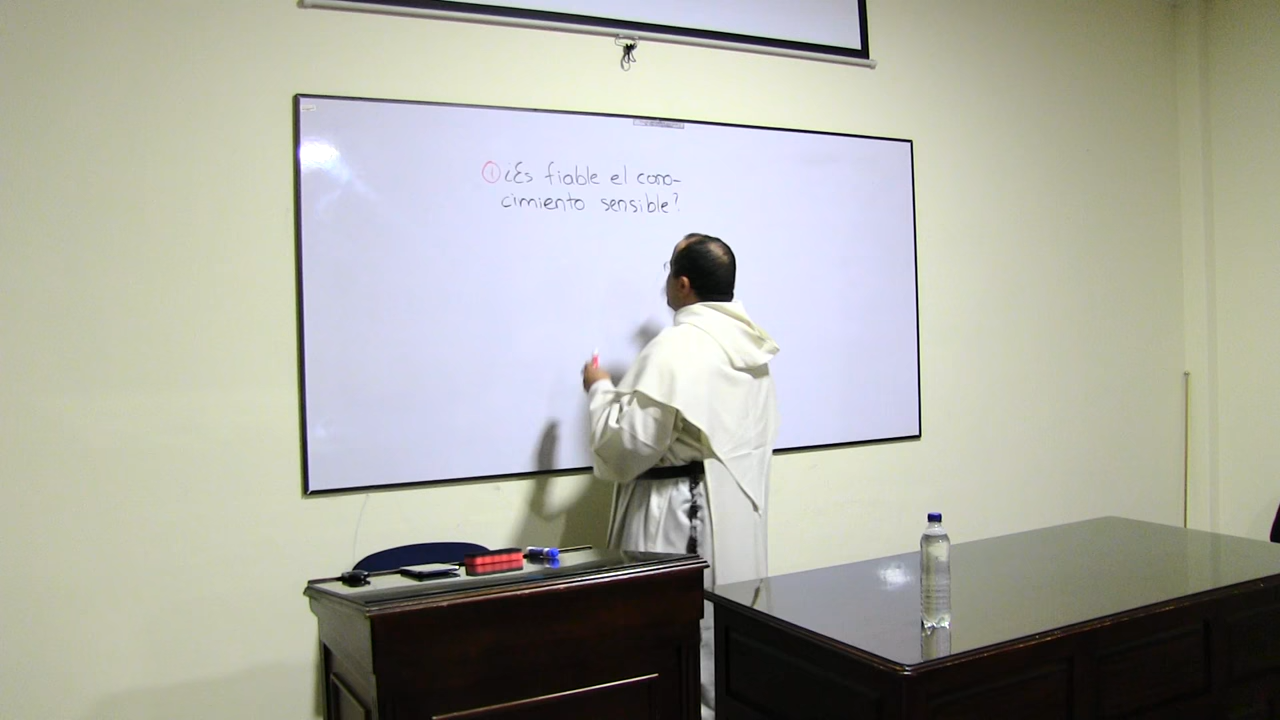 ① ¿Es fiable el cono-
cimiento sensible?